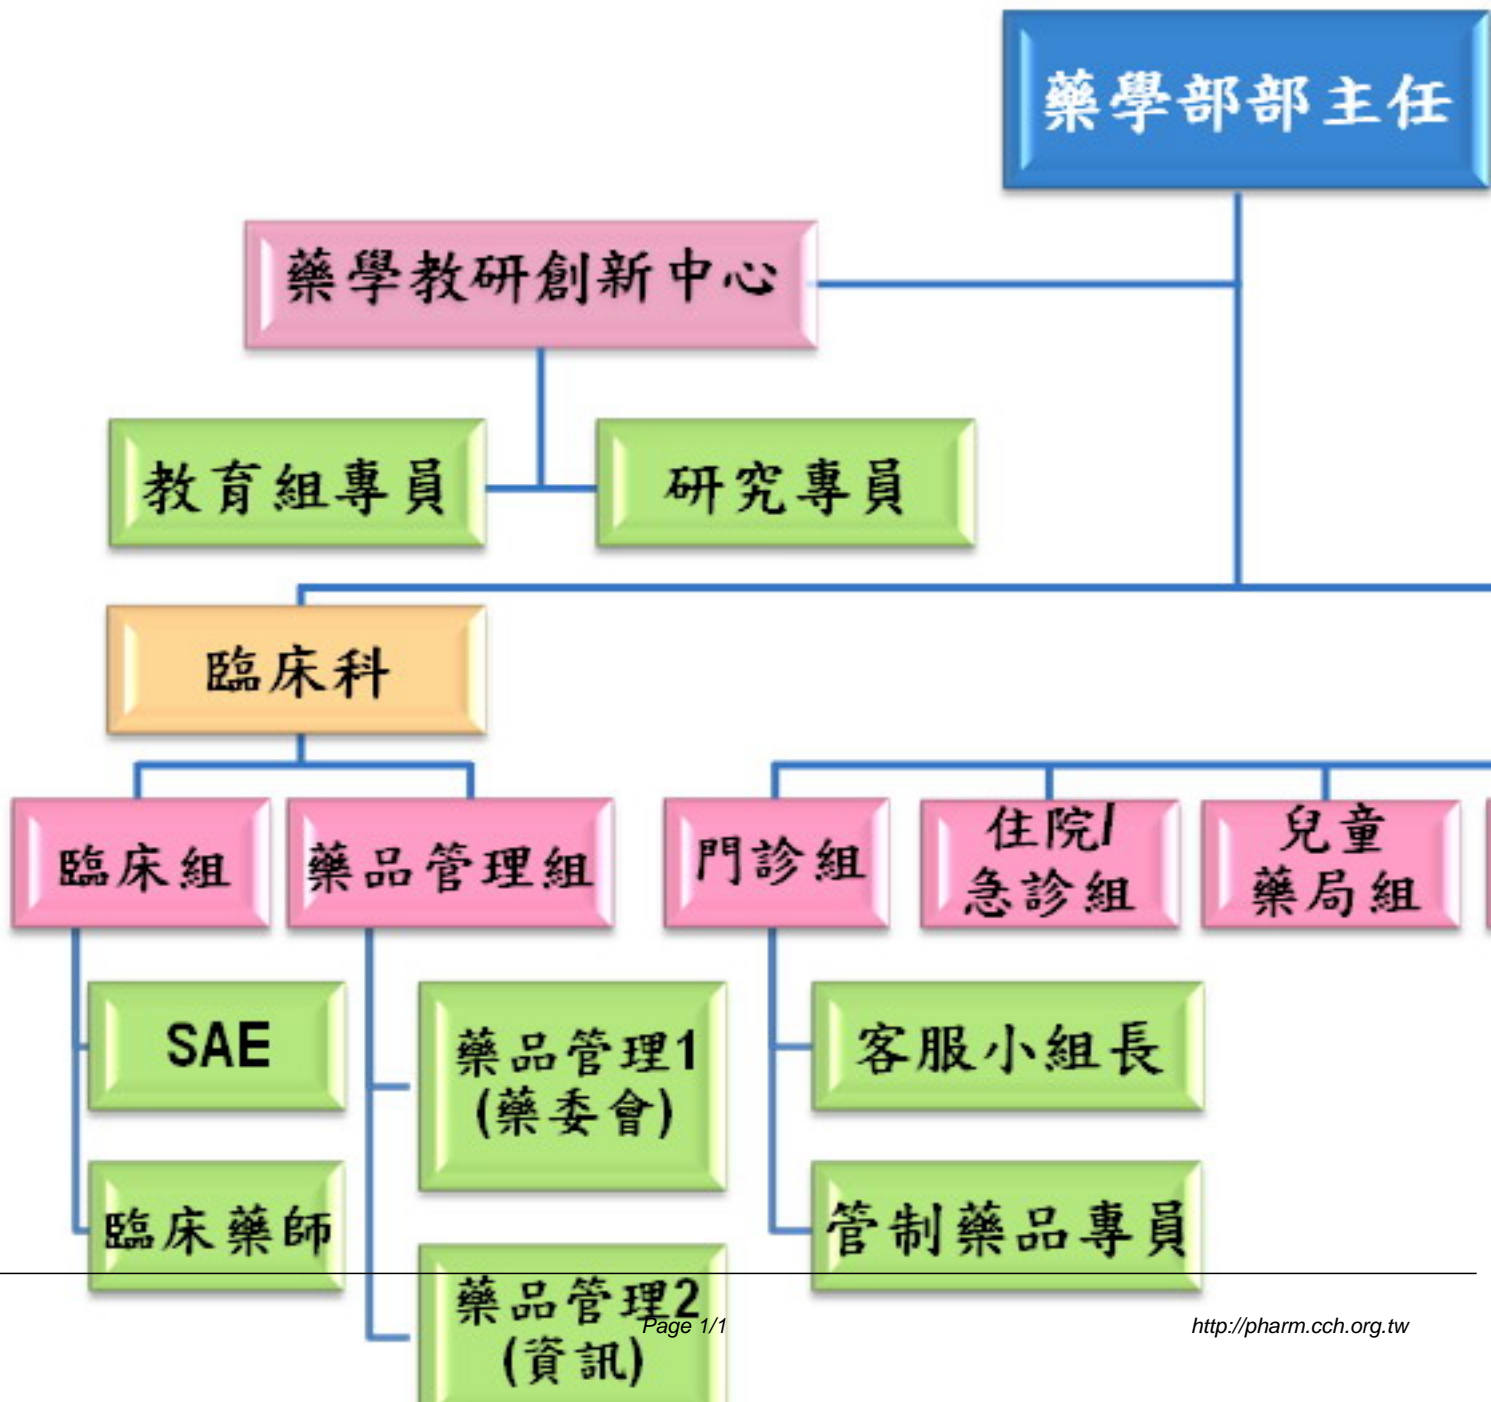 藥學部部主任
藥學教研創新中心
教育組專員
研究專員
臨床科
臨床組
藥品管理組
門診組
住院/
急診組
兒童
藥局組
SAE
藥品管理1
(藥委會)
客服小組長
臨床藥師
管制藥品專員
藥品管理2
(資訊)
Page 1/1
http://pharm.cch.org.tw